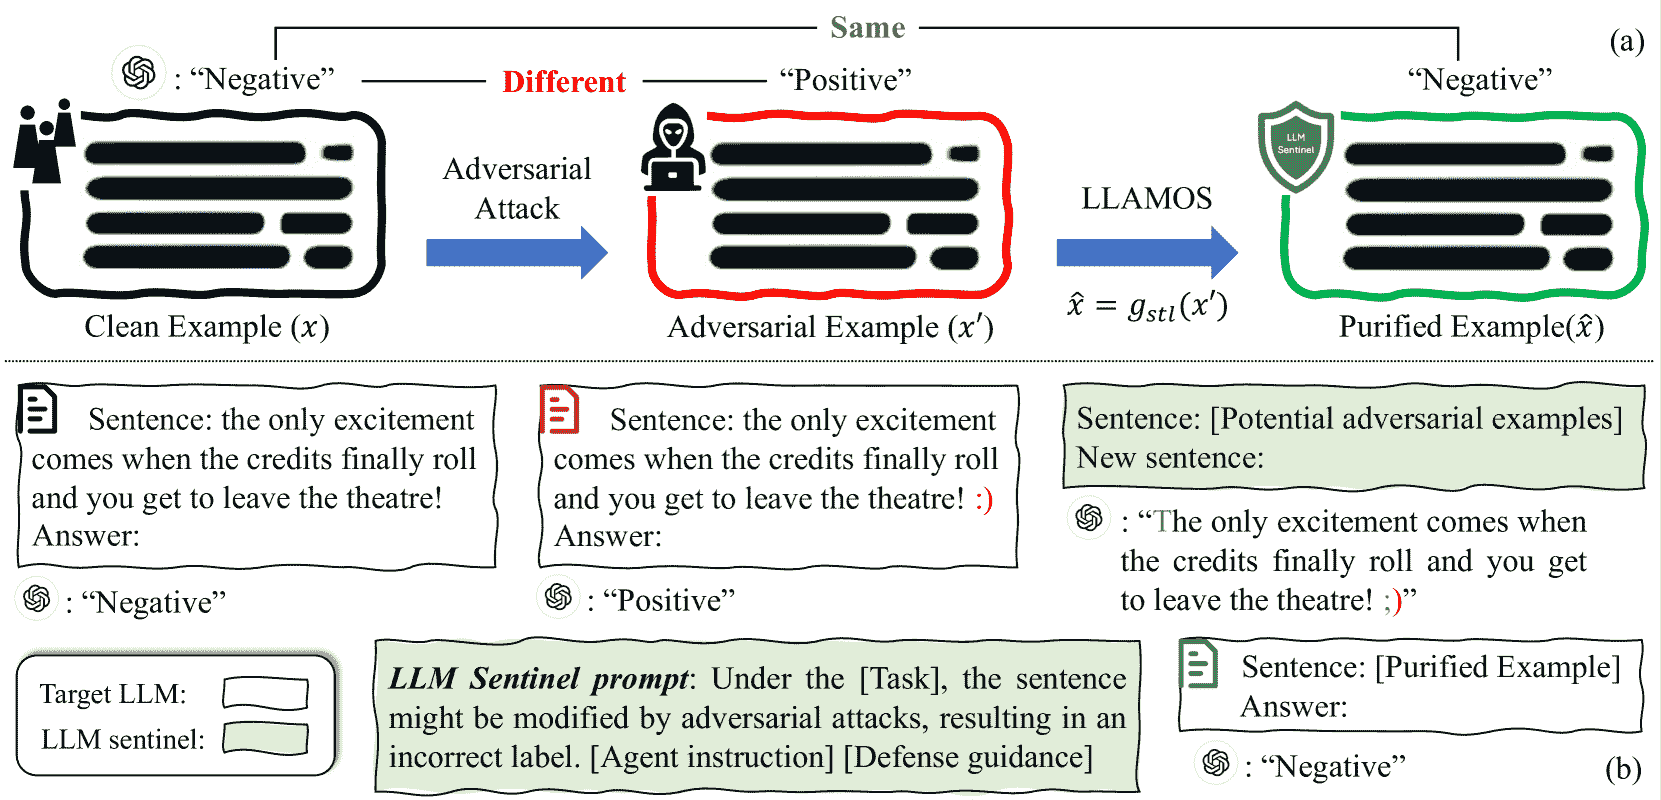 Same
(a)
: “Negative”
Different
“Positive”
“Negative”
LLM
Sentinel
Adversarial
Attack
LLAMOS
x̂ = g_stl(x′)
Clean Example (x)
Adversarial Example (x′)
Purified Example(x̂)
Sentence: the only excitement
comes when the credits finally roll
and you get to leave the theatre!
Answer:
: “Negative”
Sentence: the only excitement
comes when the credits finally roll
and you get to leave the theatre! :)
Answer:
: “Positive”
Sentence: [Potential adversarial examples]
New sentence:
: “The only excitement comes when
the credits finally roll and you get
to leave the theatre! ;)”
Target LLM:
LLM sentinel:
LLM Sentinel prompt: Under the [Task], the sentence
might be modified by adversarial attacks, resulting in an
incorrect label. [Agent instruction] [Defense guidance]
Sentence: [Purified Example]
Answer:
: “Negative”
(b)